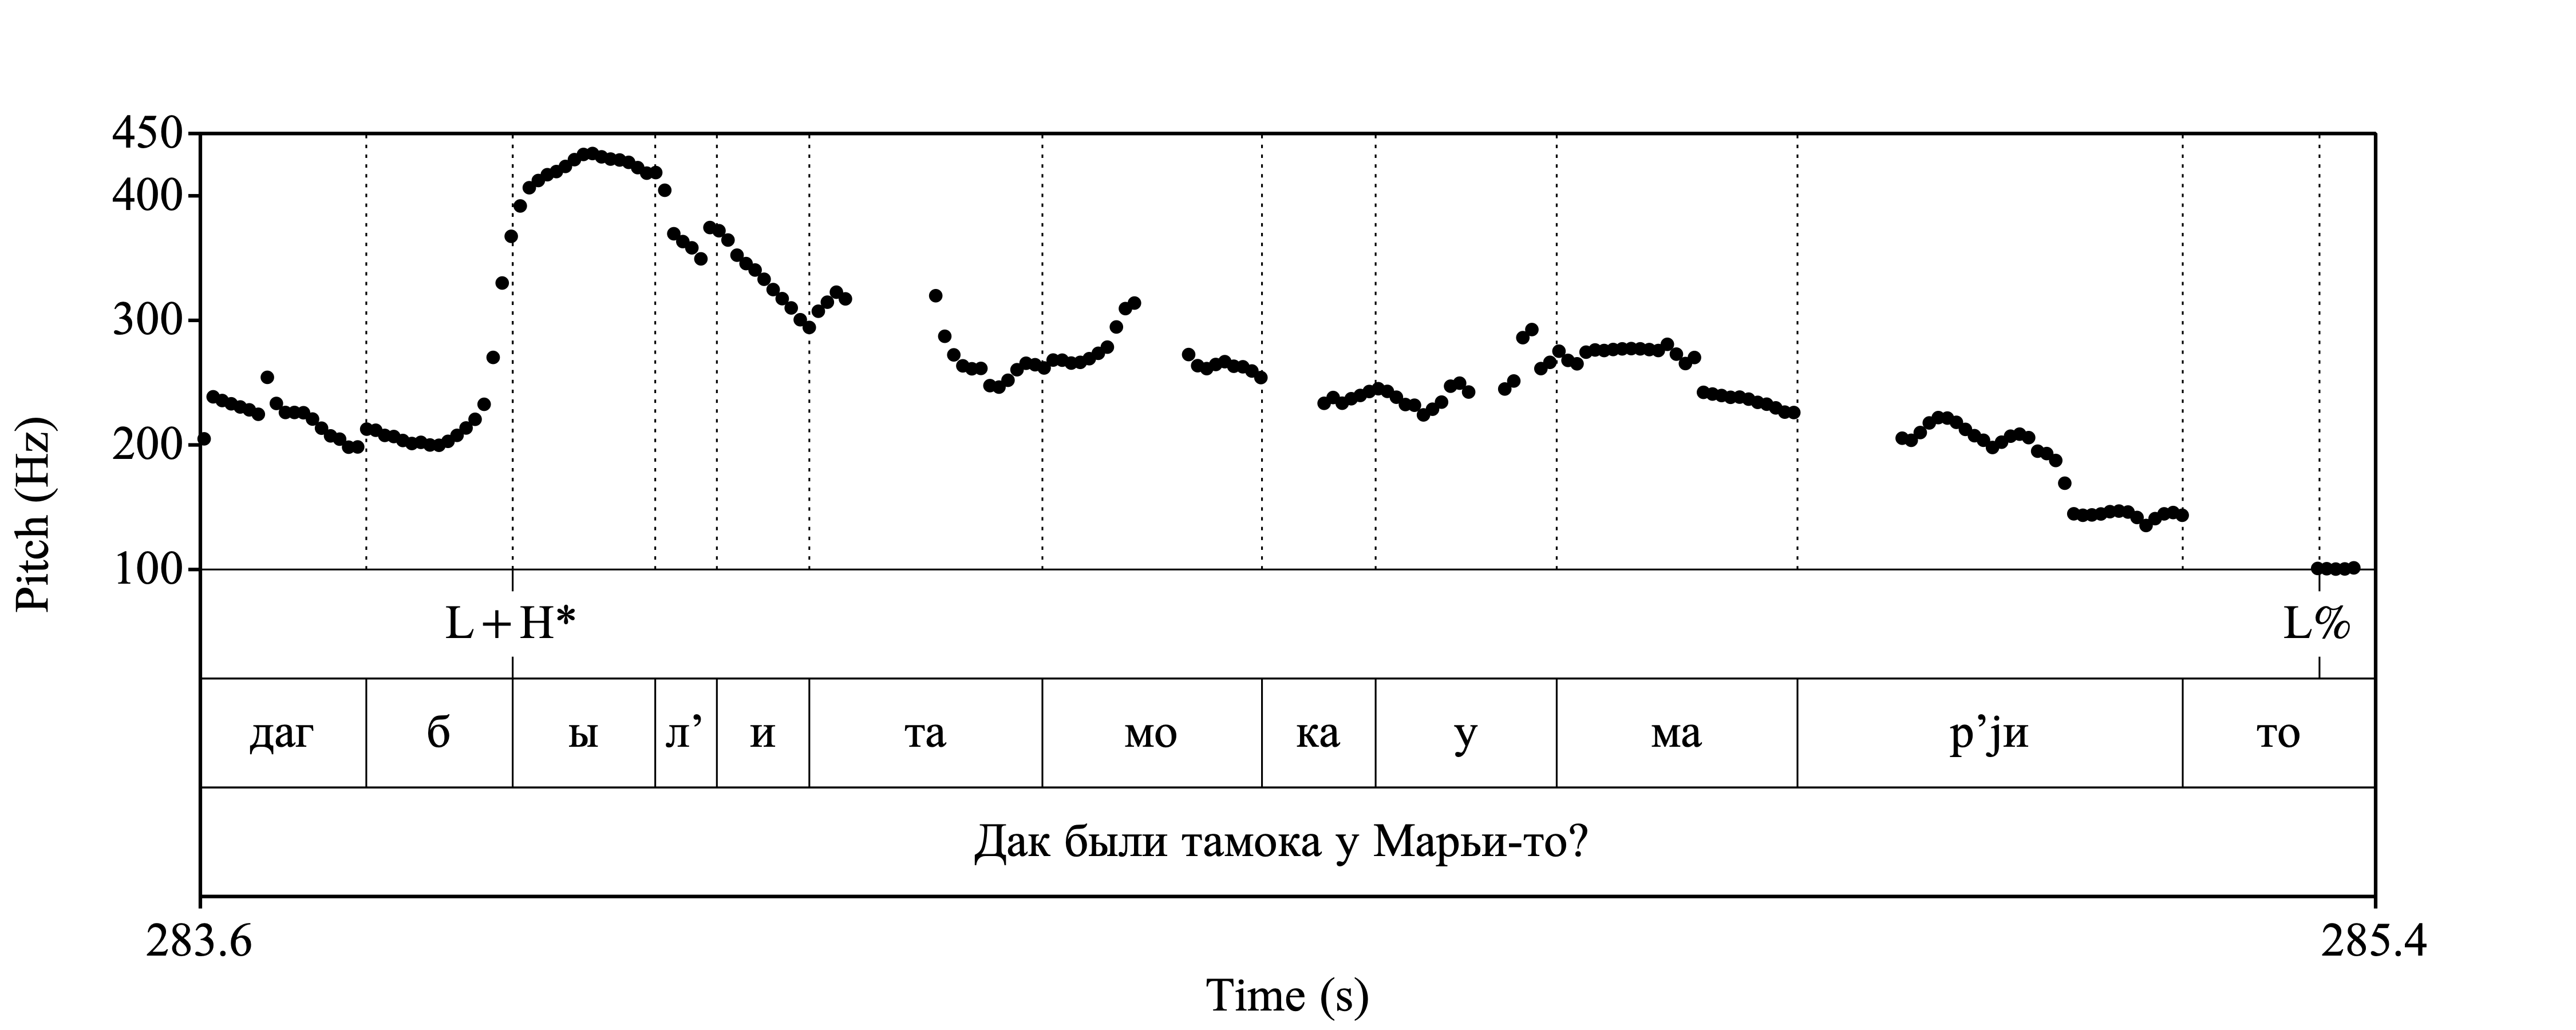 450
400
300
200
100
Pitch (Hz)
L+H* L%
даг б ы л’ и та мо ка у ма р’jи то
Дак были тамока у Марьи-то?
283.6 285.4
Time (s)